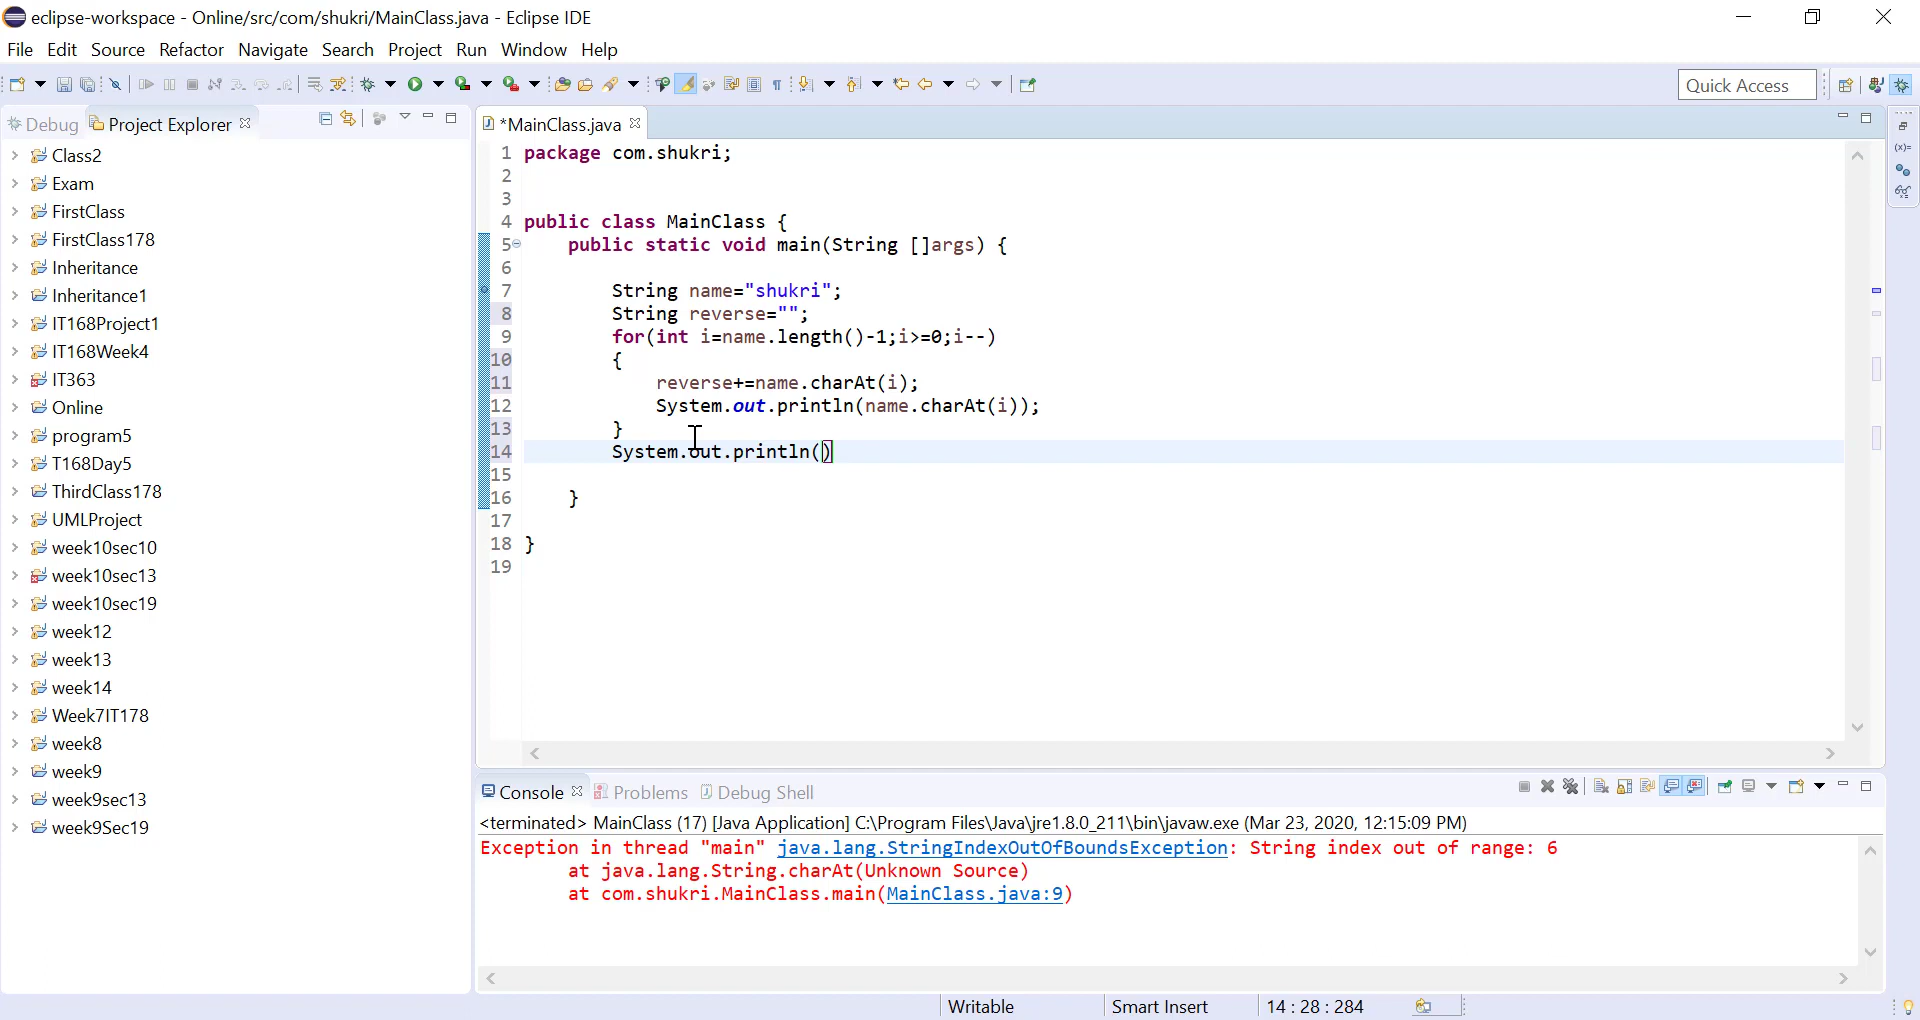 eclipse-workspace - Online/src/com/shukri/MainClass.java - Eclipse IDE
File Edit Source Refactor Navigate Search Project Run Window Help
Quick Access
Debug Project Explorer
*MainClass.java
Class2
Exam
FirstClass
FirstClass178
Inheritance
Inheritance1
IT168Project1
IT168Week4
IT363
Online
program5
T168Day5
ThirdClass178
UMLProject
week10sec10
week10sec13
week10sec19
week12
week13
week14
Week7IT178
week8
week9
week9sec13
week9Sec19
1 package com.shukri;
2
3
4 public class MainClass {
5 public static void main(String []args) {
6
7 String name="shukri";
8 String reverse="";
9 for(int i=name.length()-1;i>=0;i--)
10 {
11 reverse+=name.charAt(i);
12 System.out.println(name.charAt(i));
13 }
14 System.out.println()
15
16 }
17
18 }
19
Console Problems Debug Shell
<terminated> MainClass (17) [Java Application] C:\Program Files\Java\jre1.8.0_211\bin\javaw.exe (Mar 23, 2020, 12:15:09 PM)
Exception in thread "main" java.lang.StringIndexOutOfBoundsException: String index out of range: 6
at java.lang.String.charAt(Unknown Source)
at com.shukri.MainClass.main(MainClass.java:9)
Writable Smart Insert 14 : 28 : 284